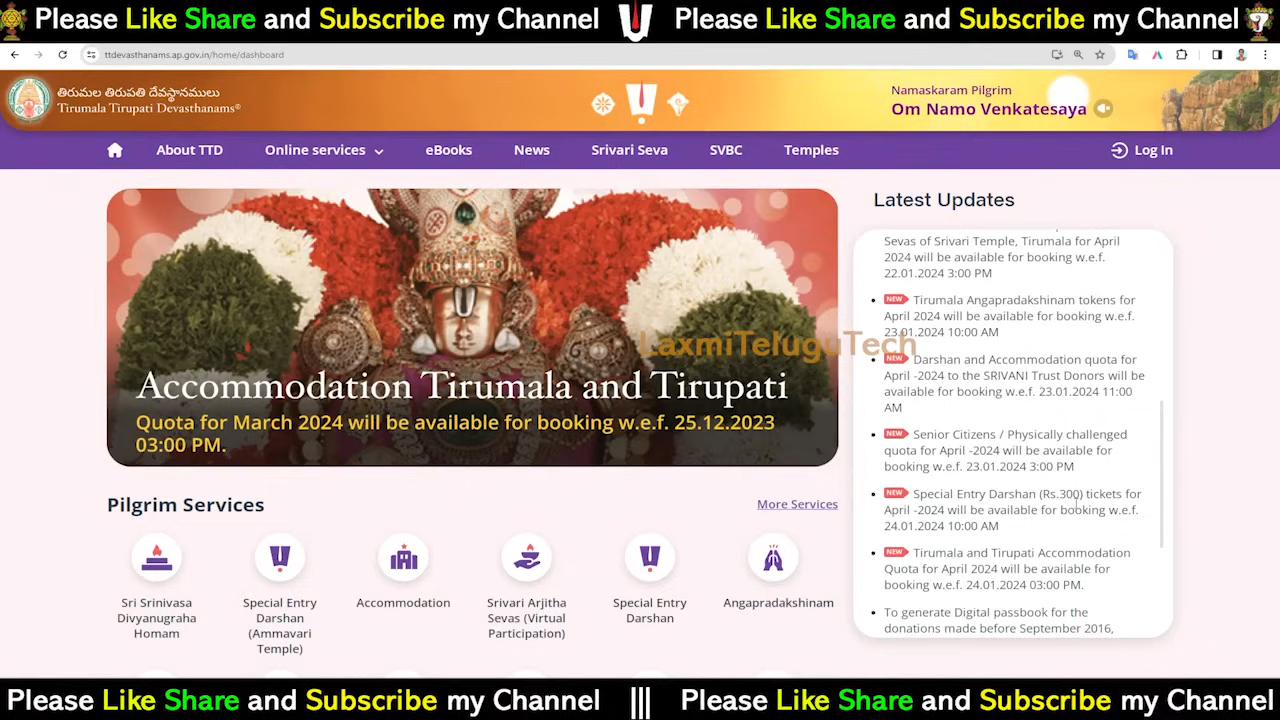 Please Like Share and Subscribe my Channel
Please Like Share and Subscribe my Channel
ttdevasthanams.ap.gov.in/home/dashboard
తిరుమల తిరుపతి దేవస్థానములు
Tirumala Tirupati Devasthanams®
Namaskaram Pilgrim
Om Namo Venkatesaya
About TTD
Online services
eBooks
News
Srivari Seva
SVBC
Temples
Log In
Accommodation Tirumala and Tirupati
Quota for March 2024 will be available for booking w.e.f. 25.12.2023
03:00 PM.
Latest Updates
Sevas of Srivari Temple, Tirumala for April
2024 will be available for booking w.e.f.
22.01.2024 3:00 PM
NEW Tirumala Angapradakshinam tokens for
April 2024 will be available for booking w.e.f.
23.01.2024 10:00 AM
LaxmiTeluguTech
NEW Darshan and Accommodation quota for
April -2024 to the SRIVANI Trust Donors will be
available for booking w.e.f. 23.01.2024 11:00
AM
NEW Senior Citizens / Physically challenged
quota for April -2024 will be available for
booking w.e.f. 23.01.2024 3:00 PM
NEW Special Entry Darshan (Rs.300) tickets for
April -2024 will be available for booking w.e.f.
24.01.2024 10:00 AM
NEW Tirumala and Tirupati Accommodation
Quota for April 2024 will be available for
booking w.e.f. 24.01.2024 03:00 PM.
To generate Digital passbook for the
donations made before September 2016,
Pilgrim Services
More Services
Sri Srinivasa
Divyanugraha
Homam
Special Entry
Darshan
(Ammavari
Temple)
Accommodation
Srivari Arjitha
Sevas (Virtual
Participation)
Special Entry
Darshan
Angapradakshinam
Please Like Share and Subscribe my Channel
|||
Please Like Share and Subscribe my Channel